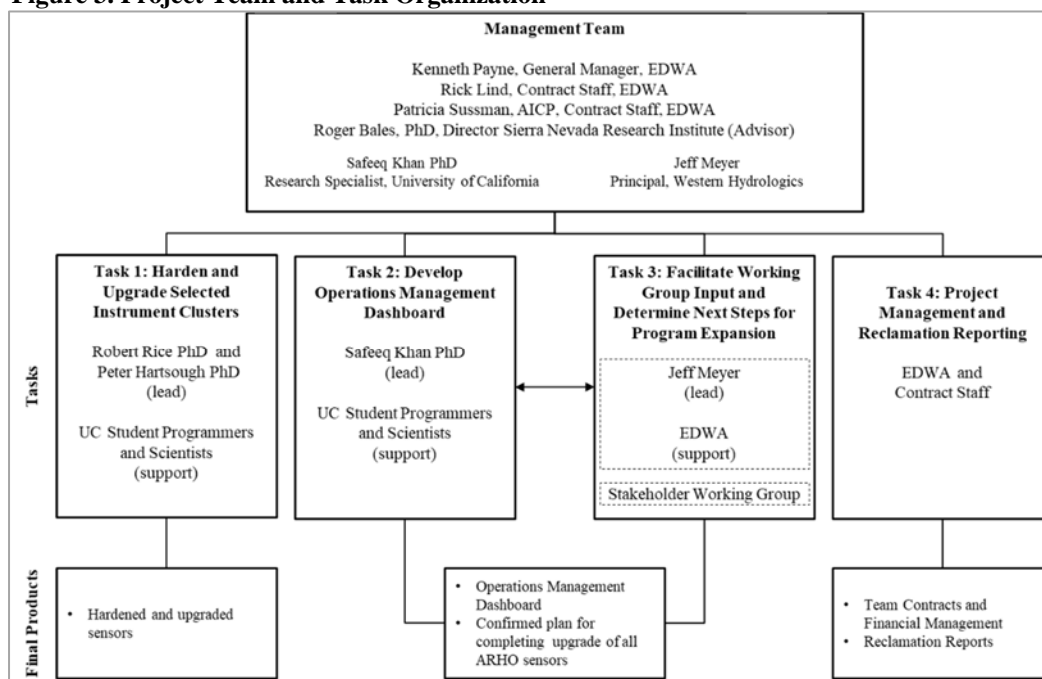 Figure 3. Project Team and Task Organization
Management Team
Kenneth Payne, General Manager, EDWA
Rick Lind, Contract Staff, EDWA
Patricia Sussman, AICP, Contract Staff, EDWA
Roger Bales, PhD, Director Sierra Nevada Research Institute (Advisor)
Safeeq Khan PhD
Research Specialist, University of California
Jeff Meyer
Principal, Western Hydrologics
Tasks
Task 1: Harden and
Upgrade Selected
Instrument Clusters
Robert Rice PhD and
Peter Hartsough PhD
(lead)
UC Student Programmers
and Scientists
(support)
Task 2: Develop
Operations Management
Dashboard
Safeeq Khan PhD
(lead)
UC Student Programmers
and Scientists
(support)
Task 3: Facilitate Working
Group Input and
Determine Next Steps for
Program Expansion
Jeff Meyer
(lead)
EDWA
(support)
Stakeholder Working Group
Task 4: Project
Management and
Reclamation Reporting
EDWA and
Contract Staff
Final Products
• Hardened and upgraded
sensors
• Operations Management
Dashboard
• Confirmed plan for
completing upgrade of all
ARHO sensors
• Team Contracts and
Financial Management
• Reclamation Reports